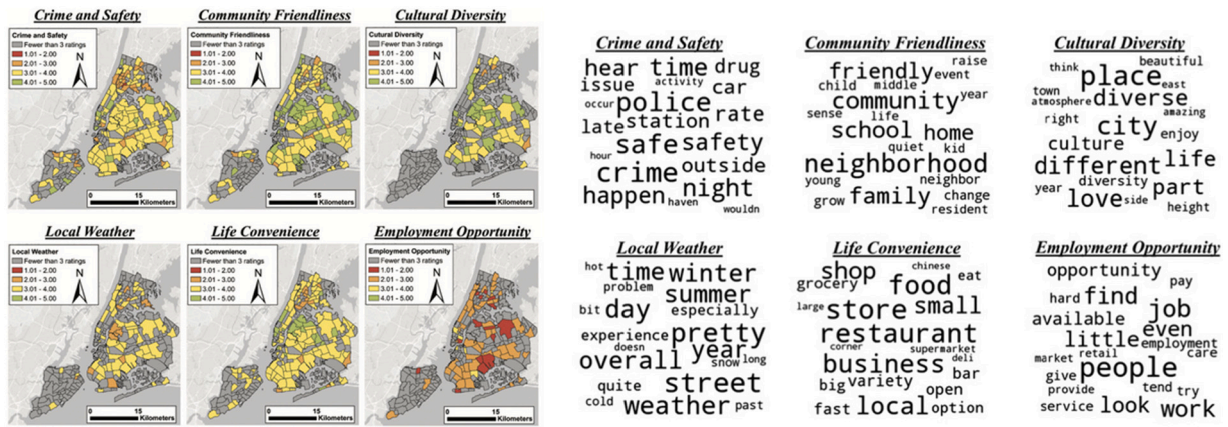 Crime and Safety
Crime and Safety
Fewer than 3 ratings
1.01 - 2.00
2.01 - 3.00
3.01 - 4.00
4.01 - 5.00
N
0 15
Kilometers
Community Friendliness
Community Friendliness
Fewer than 3 ratings
1.01 - 2.00
2.01 - 3.00
3.01 - 4.00
4.01 - 5.00
N
0 15
Kilometers
Cultural Diversity
Cutural Diversity
Fewer than 3 ratings
1.01 - 2.00
2.01 - 3.00
3.01 - 4.00
4.01 - 5.00
N
0 15
Kilometers
Local Weather
Local Weather
Fewer than 3 ratings
1.01 - 2.00
2.01 - 3.00
3.01 - 4.00
4.01 - 5.00
N
0 15
Kilometers
Life Convenience
Life Convenience
Fewer than 3 ratings
1.01 - 2.00
2.01 - 3.00
3.01 - 4.00
4.01 - 5.00
N
0 15
Kilometers
Employment Opportunity
Employment Opportunity
Fewer than 3 ratings
1.01 - 2.00
2.01 - 3.00
3.01 - 4.00
4.01 - 5.00
N
0 15
Kilometers
Crime and Safety
hear time drug
issue activity car
occur police
late station rate
safe safety
hour
crime outside
happen haven night
wouldn
Community Friendliness
raise
friendly event
child middle
community year
sense life
school home
quiet kid
neighborhood
young neighbor
grow family change
resident
Cultural Diversity
beautiful
think place east
town
atmosphere diverse
right amazing
city enjoy
culture
different life
year diversity part
love side
height
Local Weather
hot time winter
problem summer
bit day especially
experience pretty
doesn year
overall snow long
quite street
cold weather past
Life Convenience
shop chinese
grocery food eat
large store small
restaurant
corner supermarket
business deli
bar
big variety open
fast local option
Employment Opportunity
opportunity
pay
hard find job
available even
little employment
market retail care
give people
provide tend try
service look work